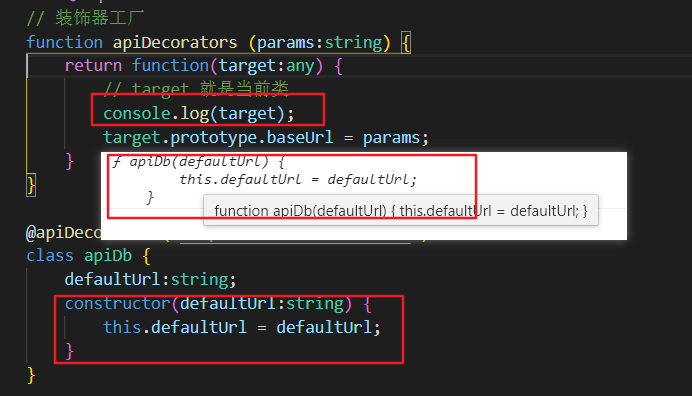 // 装饰器工厂
function apiDecorators (params:string) {
return function(target:any) {
// target 就是当前类
console.log(target);
target.prototype.baseUrl = params;
}
}
ƒ apiDb(defaultUrl) {
this.defaultUrl = defaultUrl;
}
function apiDb(defaultUrl) { this.defaultUrl = defaultUrl; }
@apiDeco
class apiDb {
defaultUrl:string;
constructor(defaultUrl:string) {
this.defaultUrl = defaultUrl;
}
}